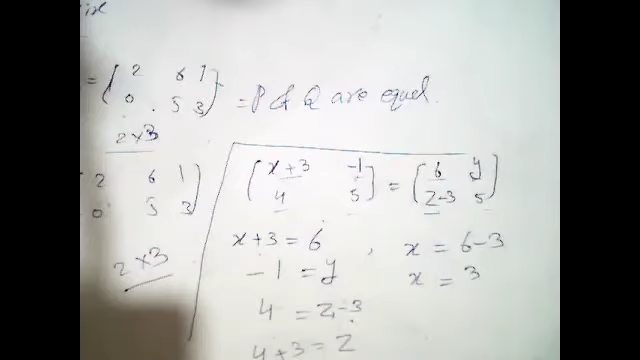 = ( 2 6 1
0 5 3 ) = P & Q are equal.
2×3
2 6 1
0 5 3 )
2×3
[ x+3 -1
4 5 ] = [ 6 y
z-3 5 ]
x+3 = 6 , x = 6-3
-1 = y x = 3
4 = z-3
4+3 = z